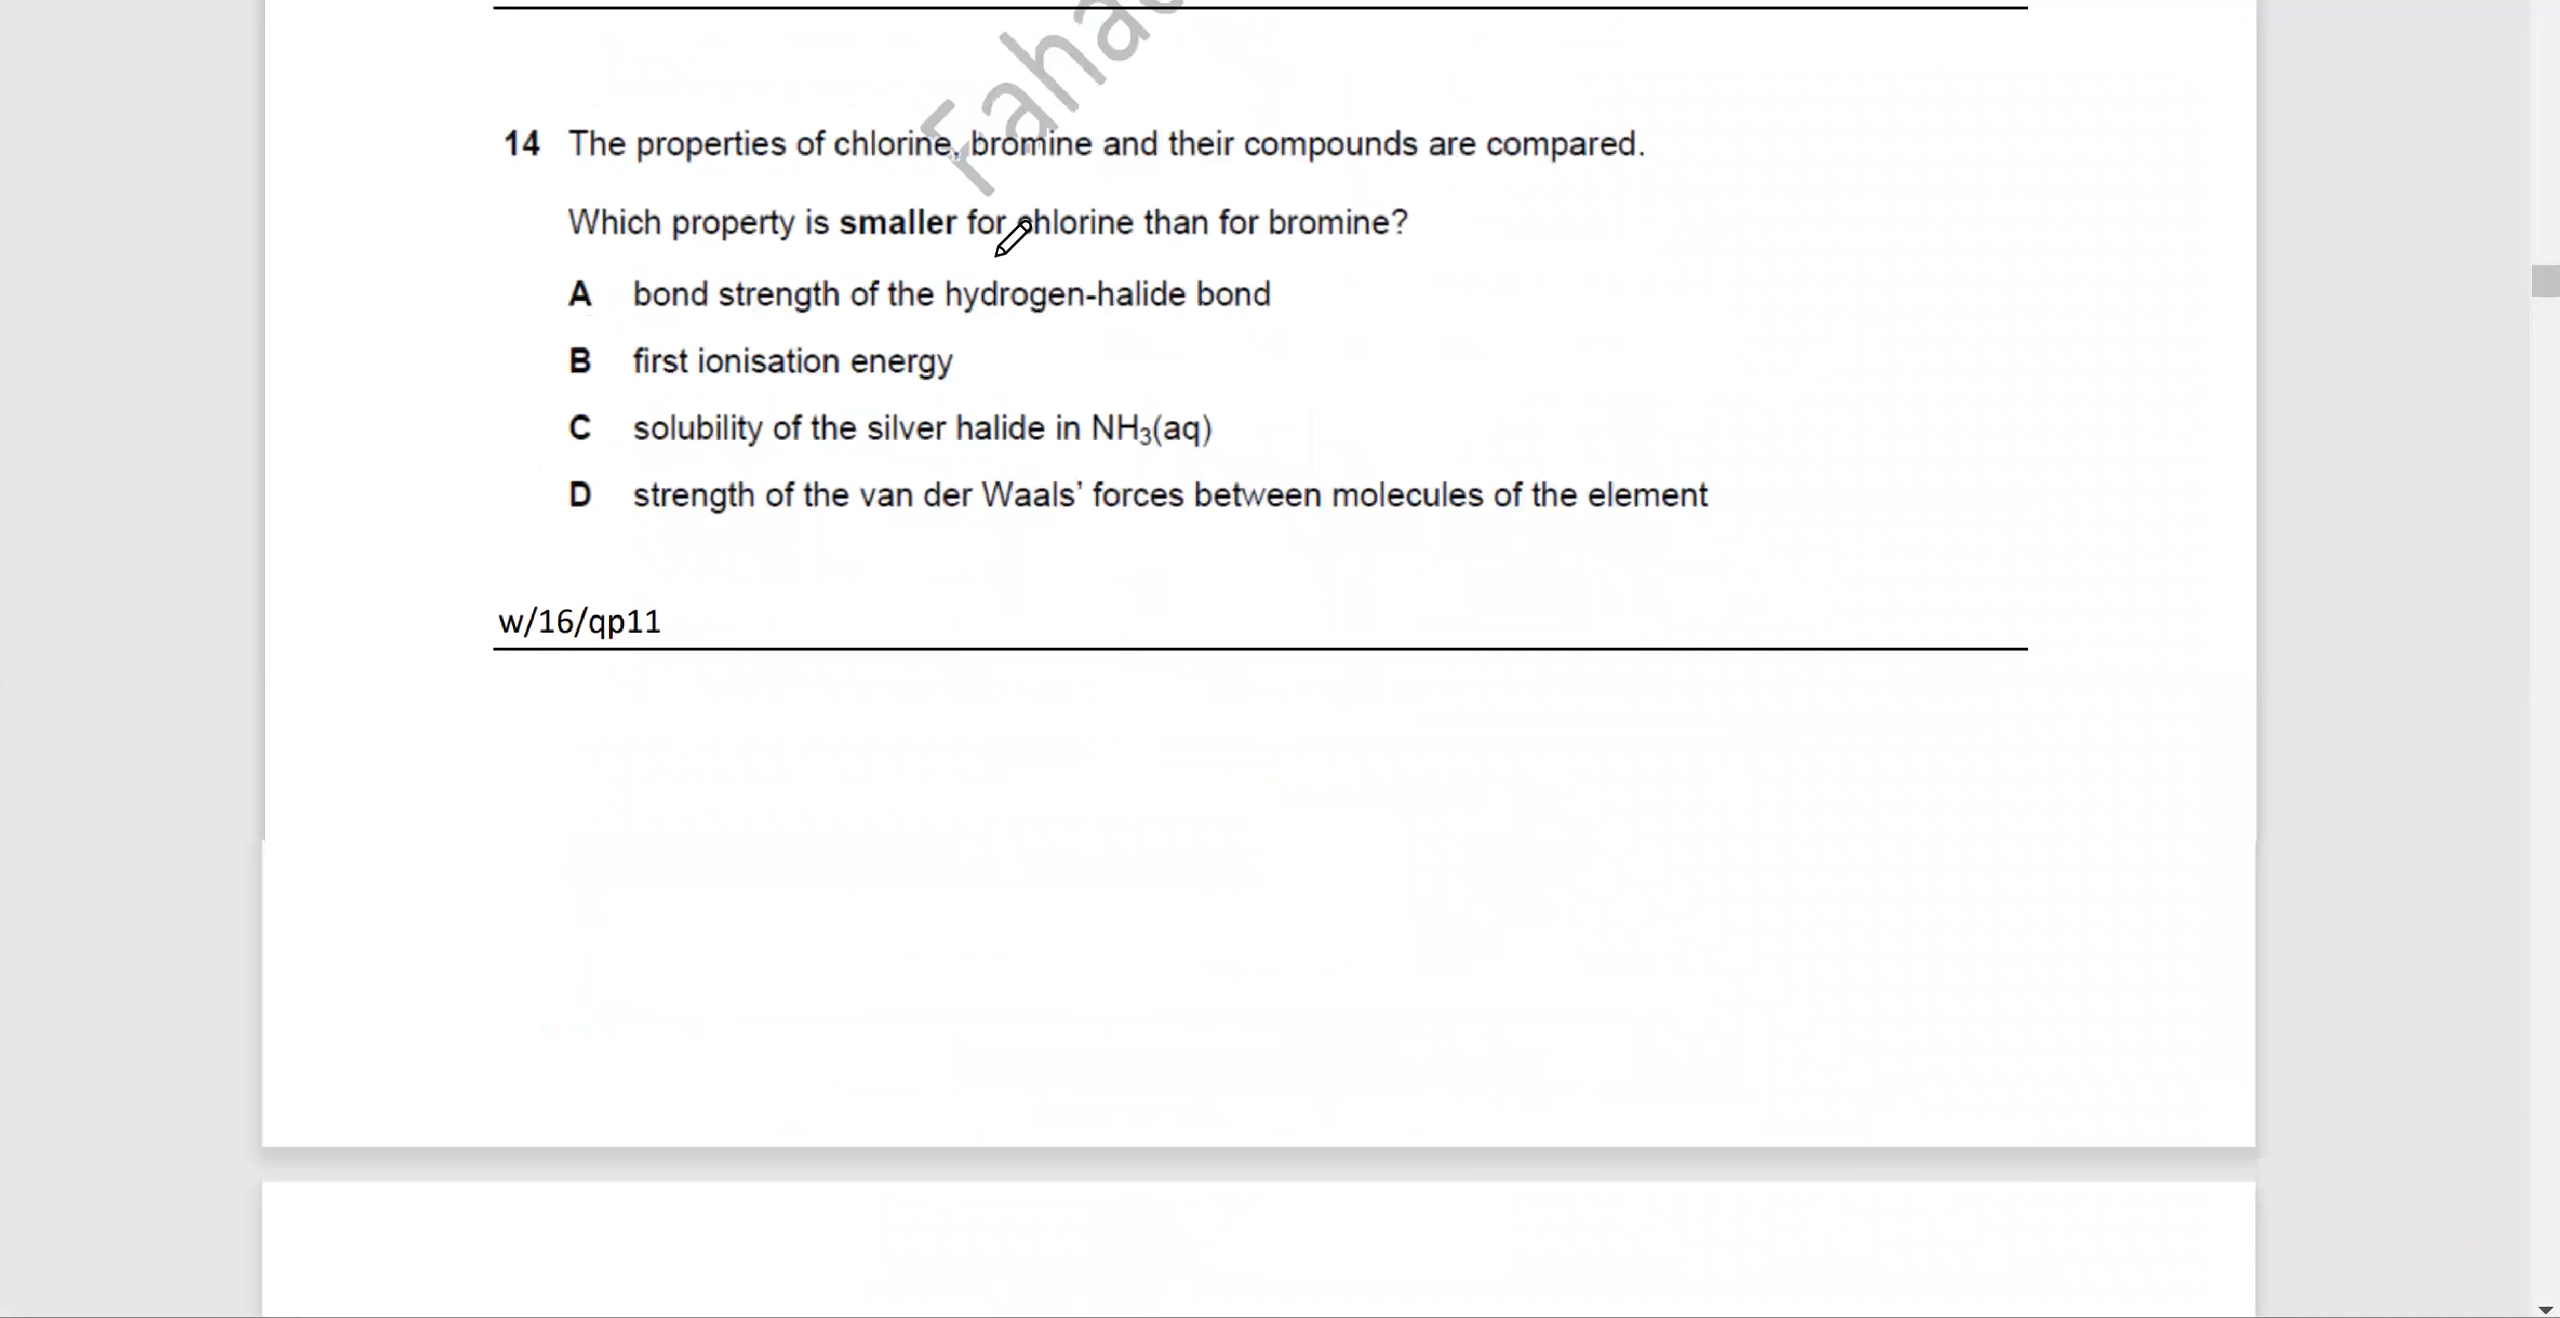 Faha
14 The properties of chlorine, bromine and their compounds are compared.
Which property is smaller for chlorine than for bromine?
A bond strength of the hydrogen-halide bond
B first ionisation energy
C solubility of the silver halide in NH₃(aq)
D strength of the van der Waals’ forces between molecules of the element
w/16/qp11